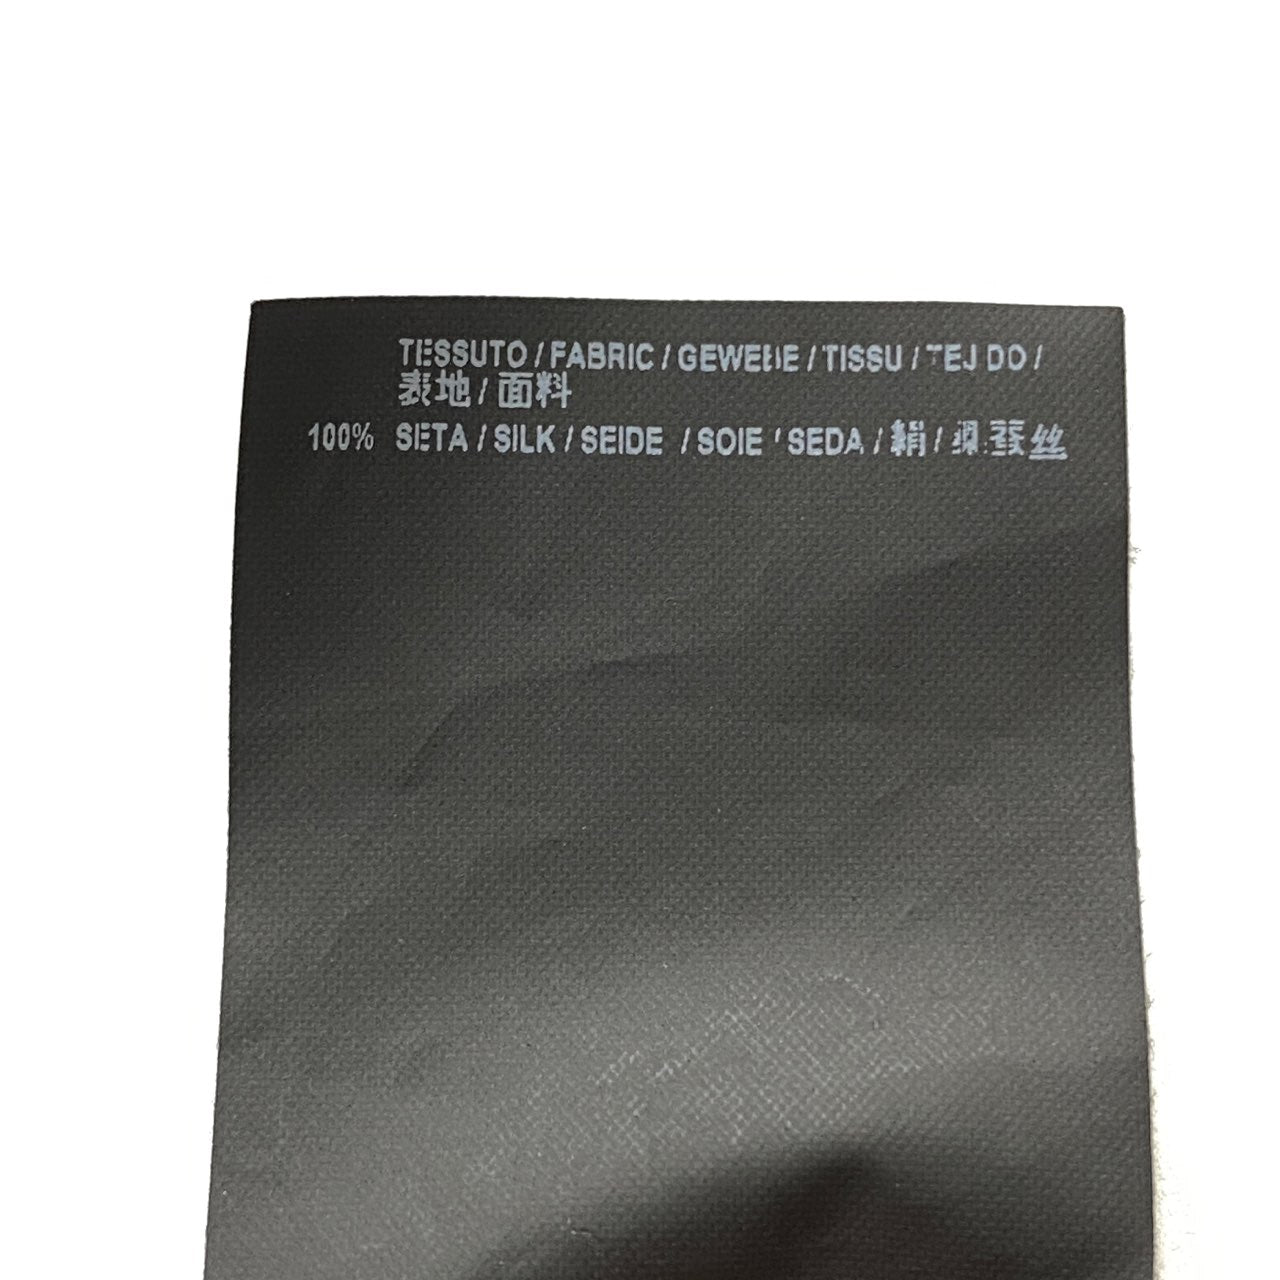 TESSUTO / FABRIC / GEWEBE / TISSU / TEJIDO /
表地 / 面料
100% SETA / SILK / SEIDE / SOIE / SEDA / 絹 / 桑蚕丝